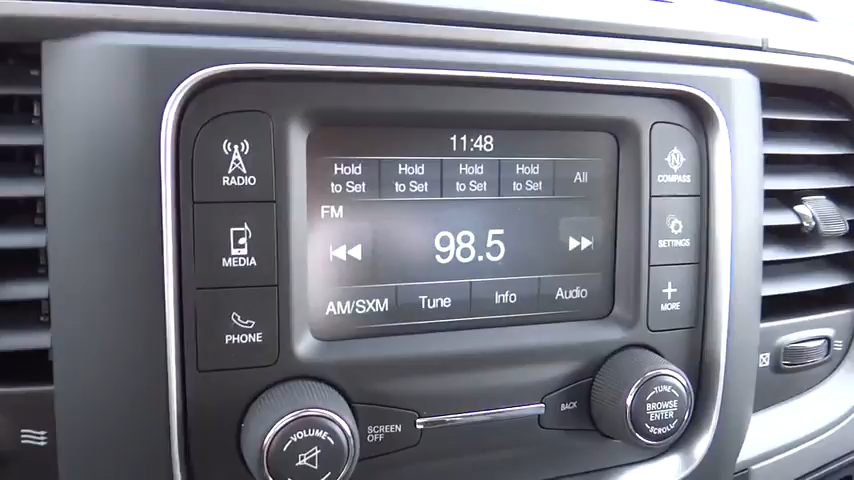 11:48
Hold to Set
Hold to Set
Hold to Set
Hold to Set
All
FM
98.5
AM/SXM
Tune
Info
Audio
RADIO
MEDIA
PHONE
N
COMPASS
SETTINGS
MORE
VOLUME
SCREEN
OFF
BACK
TUNE
BROWSE
ENTER
SCROLL